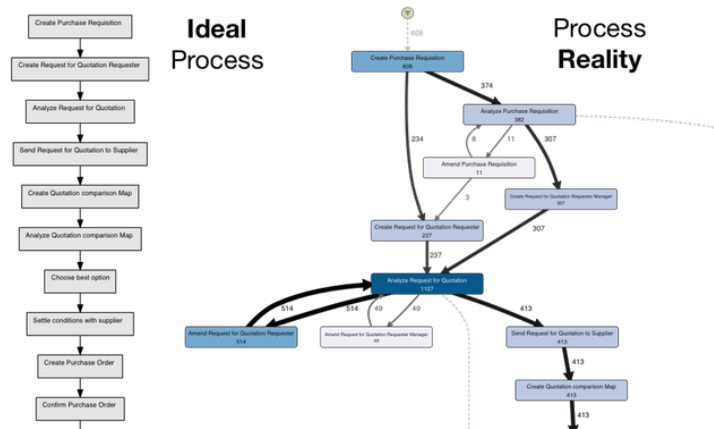 Ideal
Process
Process
Reality
Create Purchase Requisition
Create Request for Quotation Requester
Analyze Request for Quotation
Send Request for Quotation to Supplier
Create Quotation comparison Map
Analyze Quotation comparison Map
Choose best option
Settle conditions with supplier
Create Purchase Order
Confirm Purchase Order
608
Create Purchase Requisition
608
374
Analyze Purchase Requisition
382
234
8
11
307
Amend Purchase Requisition
11
3
Create Request for Quotation Requester Manager
307
Create Request for Quotation Requester
237
237
307
Analyze Request for Quotation
1107
514
514
49
49
413
Amend Request for Quotation Requester
514
Amend Request for Quotation Requester Manager
49
Send Request for Quotation to Supplier
413
413
Create Quotation comparison Map
413
413